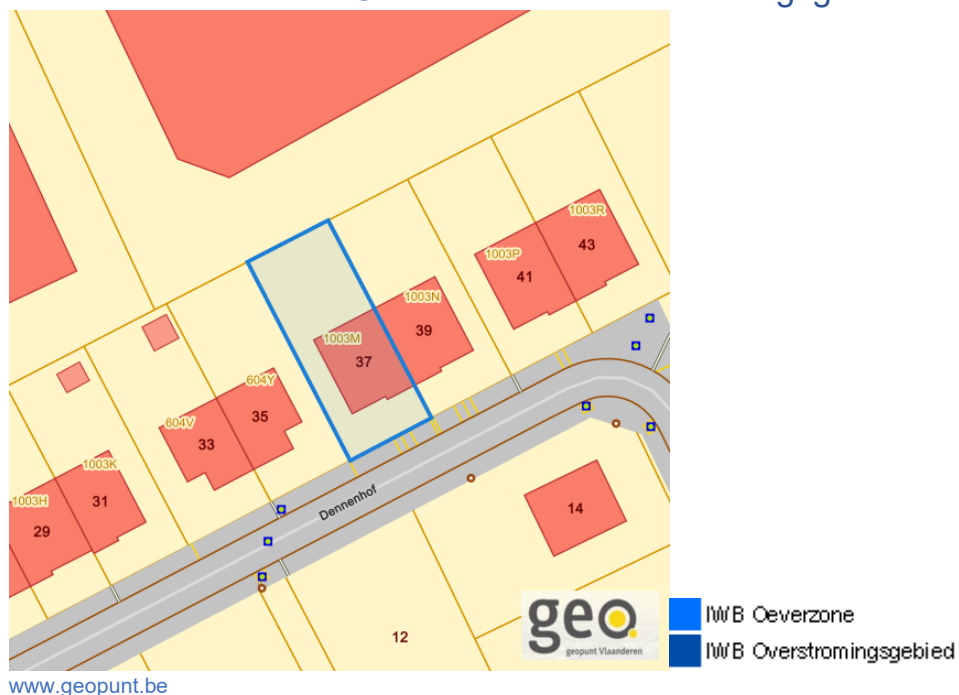 1003R
43
1003P
41
1003N
39
1003M
37
604Y
35
604V
33
1003K
31
1003H
29
Dennenhof
14
12
geo
geopunt Vlaanderen
IWB Oeverzone
IWB Overstromingsgebied
www.geopunt.be